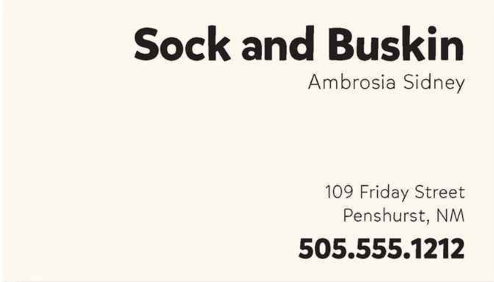 Sock and Buskin
Ambrosia Sidney
109 Friday Street
Penshurst, NM
505.555.1212